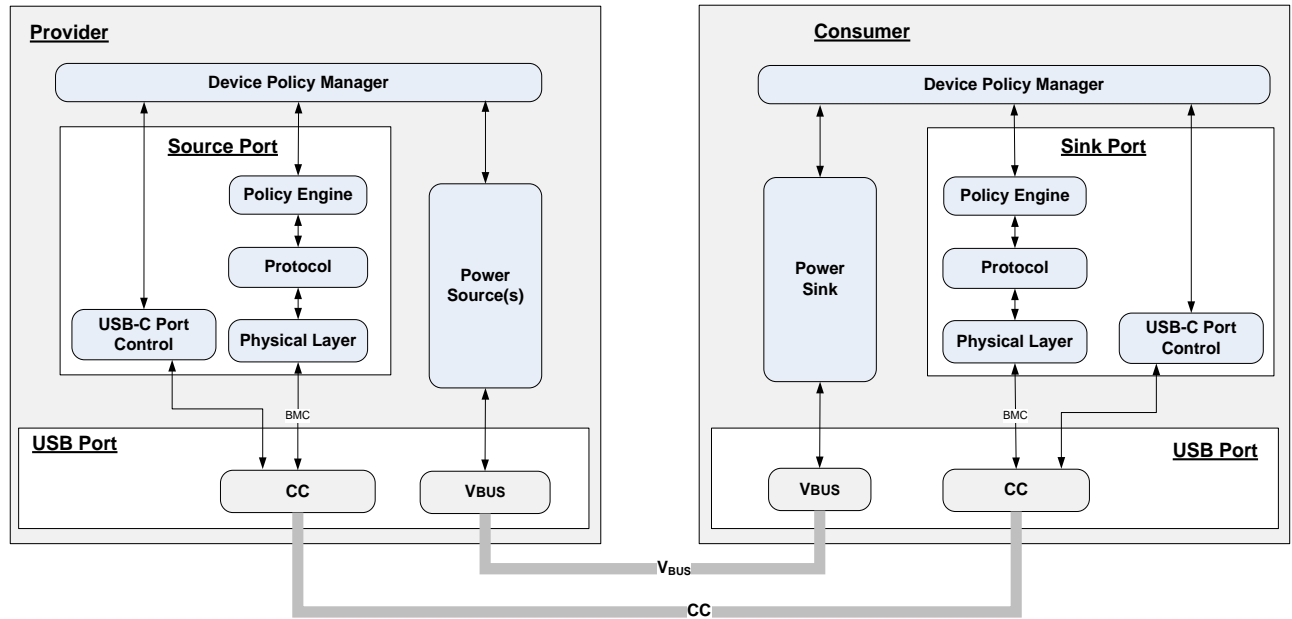 Provider
Device Policy Manager
Source Port
Policy Engine
Protocol
Physical Layer
USB-C Port
Control
Power
Source(s)
BMC
USB Port
CC
VBUS
Consumer
Device Policy Manager
Sink Port
Power
Sink
Policy Engine
Protocol
Physical Layer
USB-C Port
Control
BMC
USB Port
VBUS
CC
VBUS
CC